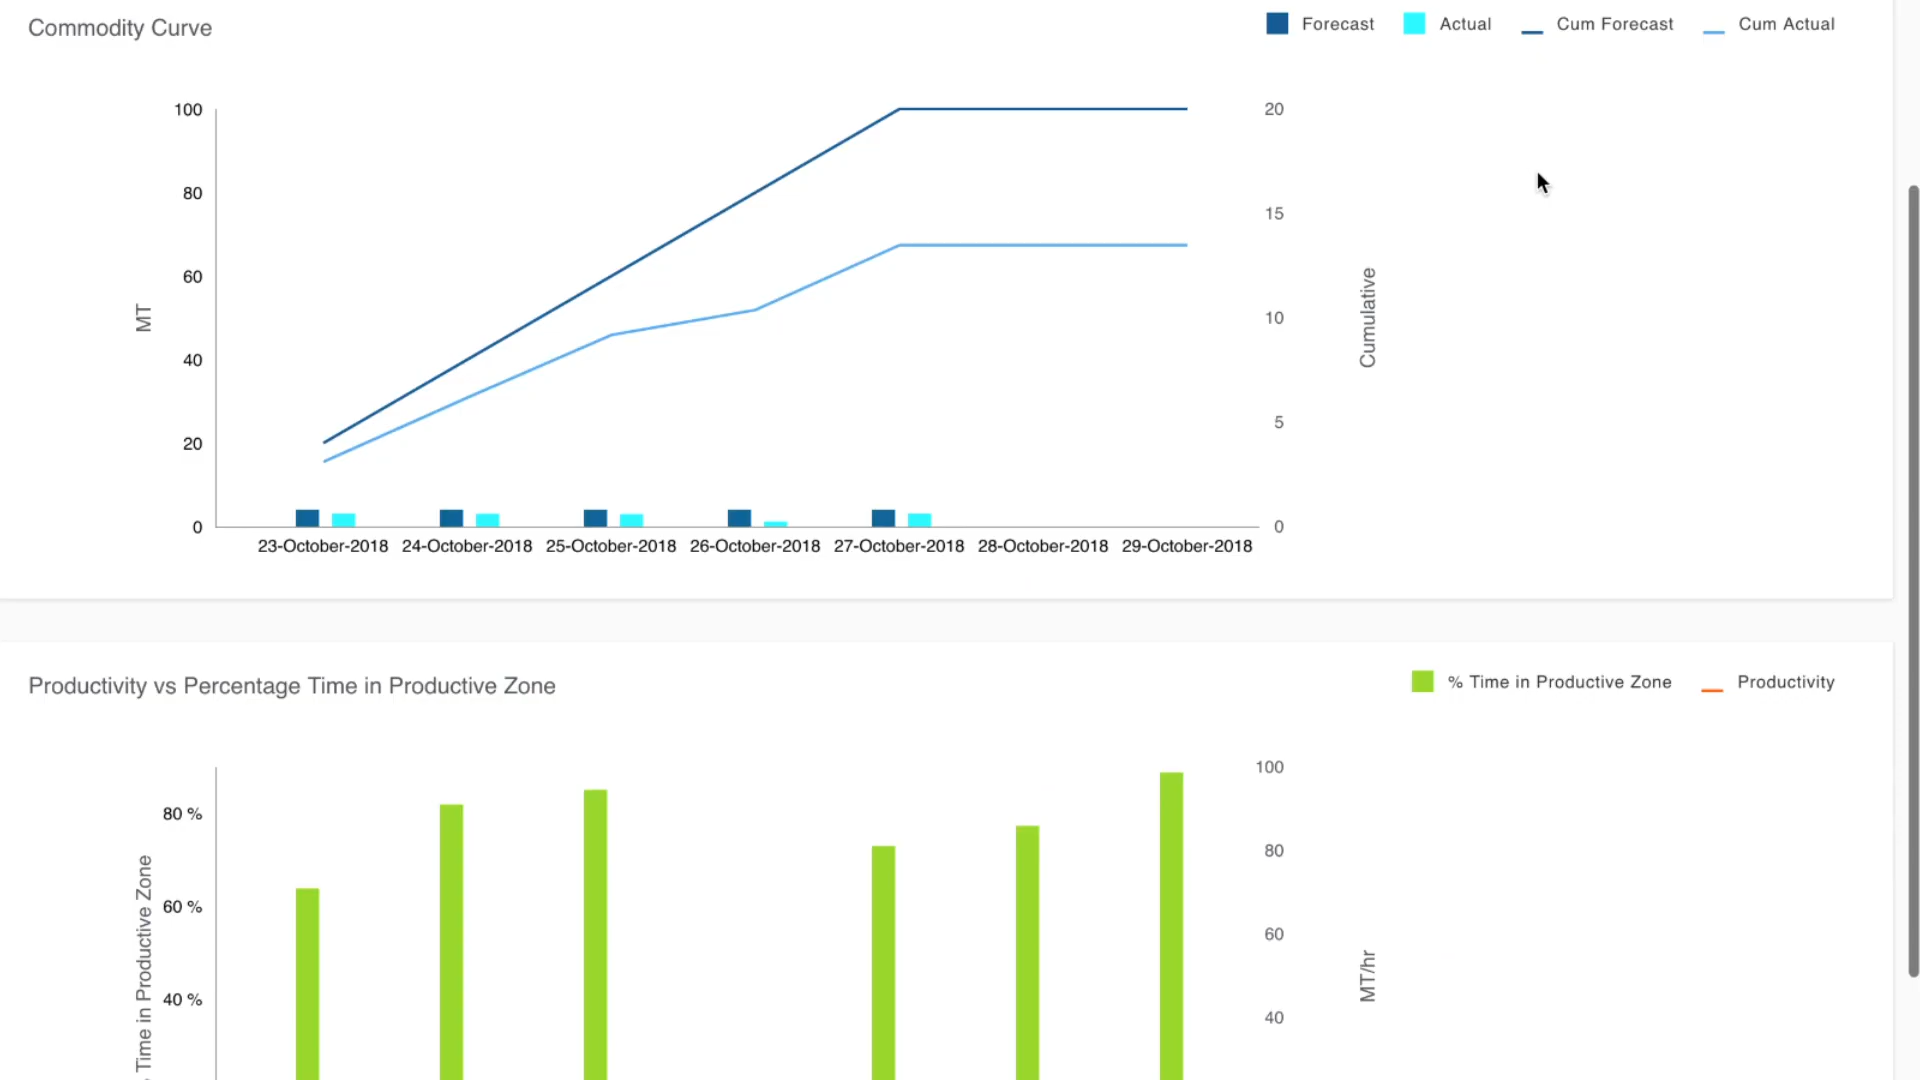 Commodity Curve
Forecast Actual Cum Forecast Cum Actual
100 20
80 15
60
MT Cumulative
10
40
5
20
0 0
23-October-2018 24-October-2018 25-October-2018 26-October-2018 27-October-2018 28-October-2018 29-October-2018
Productivity vs Percentage Time in Productive Zone
% Time in Productive Zone Productivity
100
80 %
80
60 %
60
Time in Productive Zone MT/hr
40 %
40